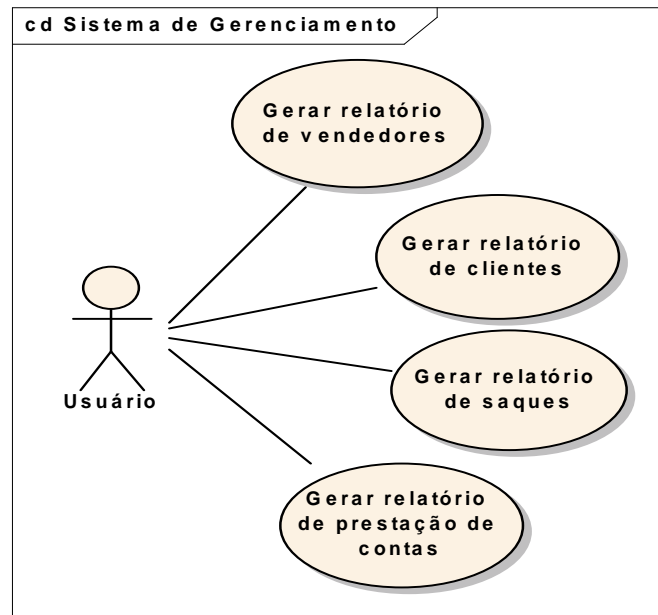 cd Sistema de Gerenciamento
Gerar relatório
de vendedores
Gerar relatório
de clientes
Gerar relatório
de saques
Usuário
Gerar relatório
de prestação de
contas